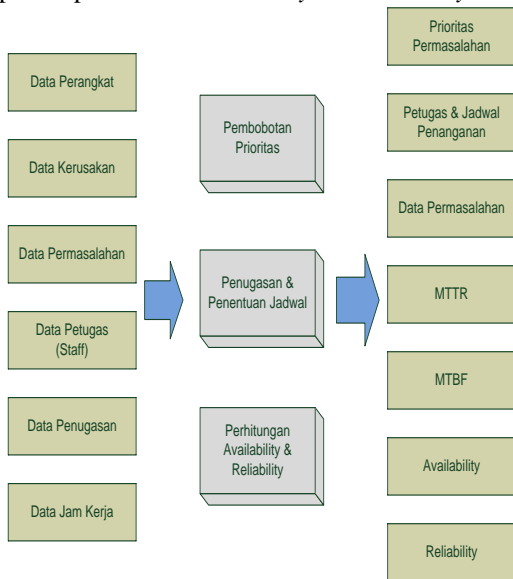 Data Perangkat
Data Kerusakan
Data Permasalahan
Data Petugas
(Staff)
Data Penugasan
Data Jam Kerja
Pembobotan
Prioritas
Penugasan &
Penentuan Jadwal
Perhitungan
Availability &
Reliability
Prioritas
Permasalahan
Petugas & Jadwal
Penanganan
Data Permasalahan
MTTR
MTBF
Availability
Reliability